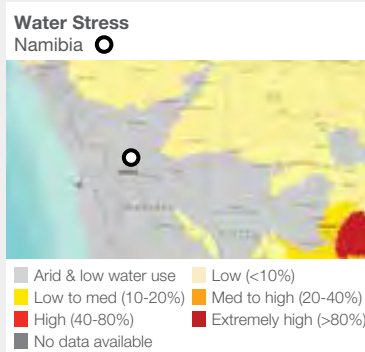 Water Stress
Namibia
Arid & low water use
Low (<10%)
Low to med (10-20%)
Med to high (20-40%)
High (40-80%)
Extremely high (>80%)
No data available